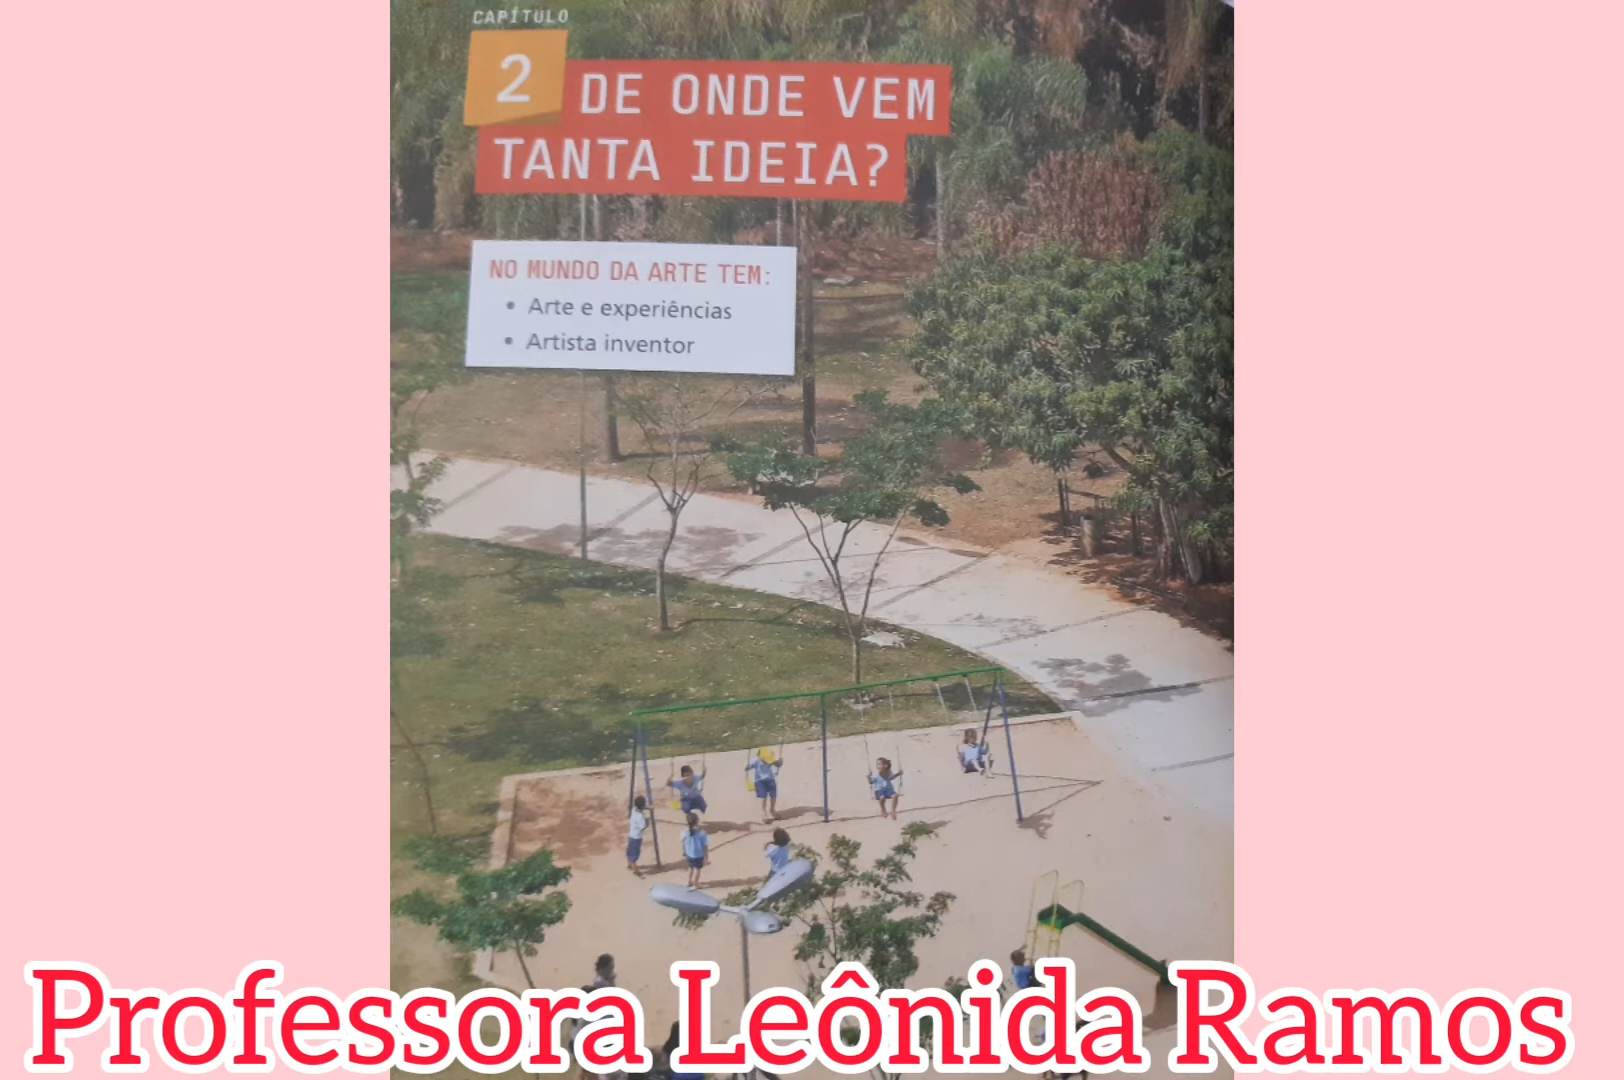 CAPÍTULO
2 DE ONDE VEM
TANTA IDEIA?
NO MUNDO DA ARTE TEM:
• Arte e experiências
• Artista inventor
Professora Leônida Ramos